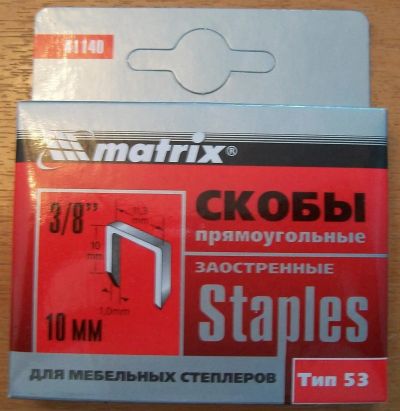 41140
matrix®
3/8”
11,3 mm
10 mm
1,0mm
10 мм
СКОБЫ
прямоугольные
заостренные
Staples
для мебельных степлеров
Тип 53